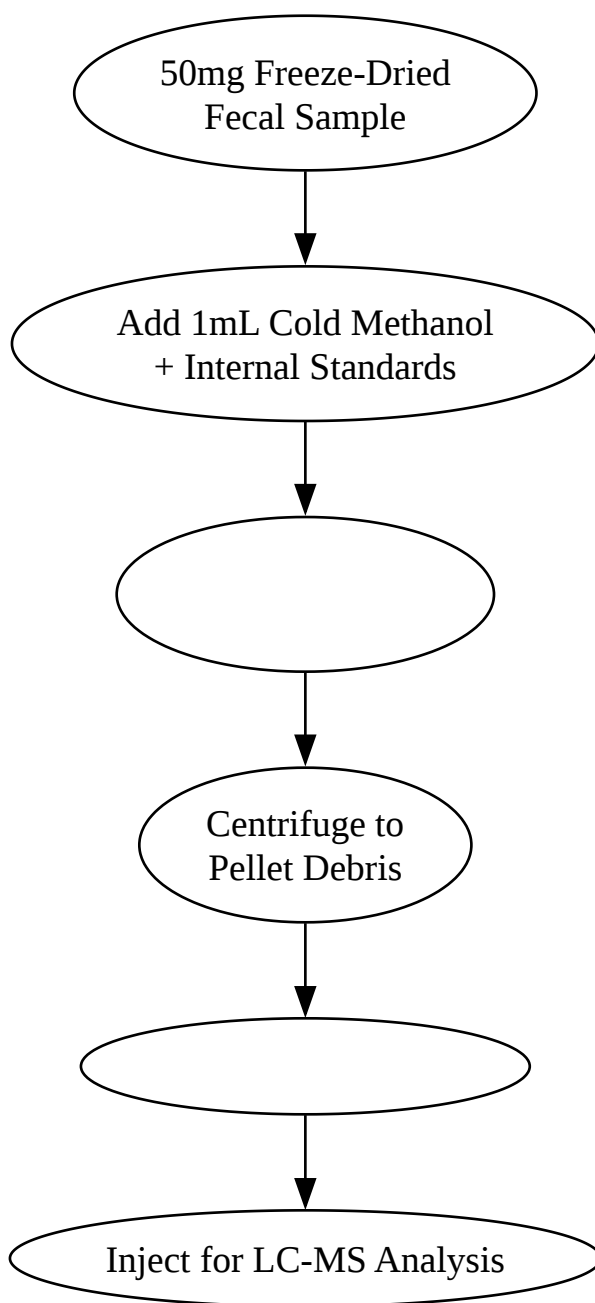 50mg Freeze-Dried
Fecal Sample
Add 1mL Cold Methanol
+ Internal Standards
Centrifuge to
Pellet Debris
Inject for LC-MS Analysis